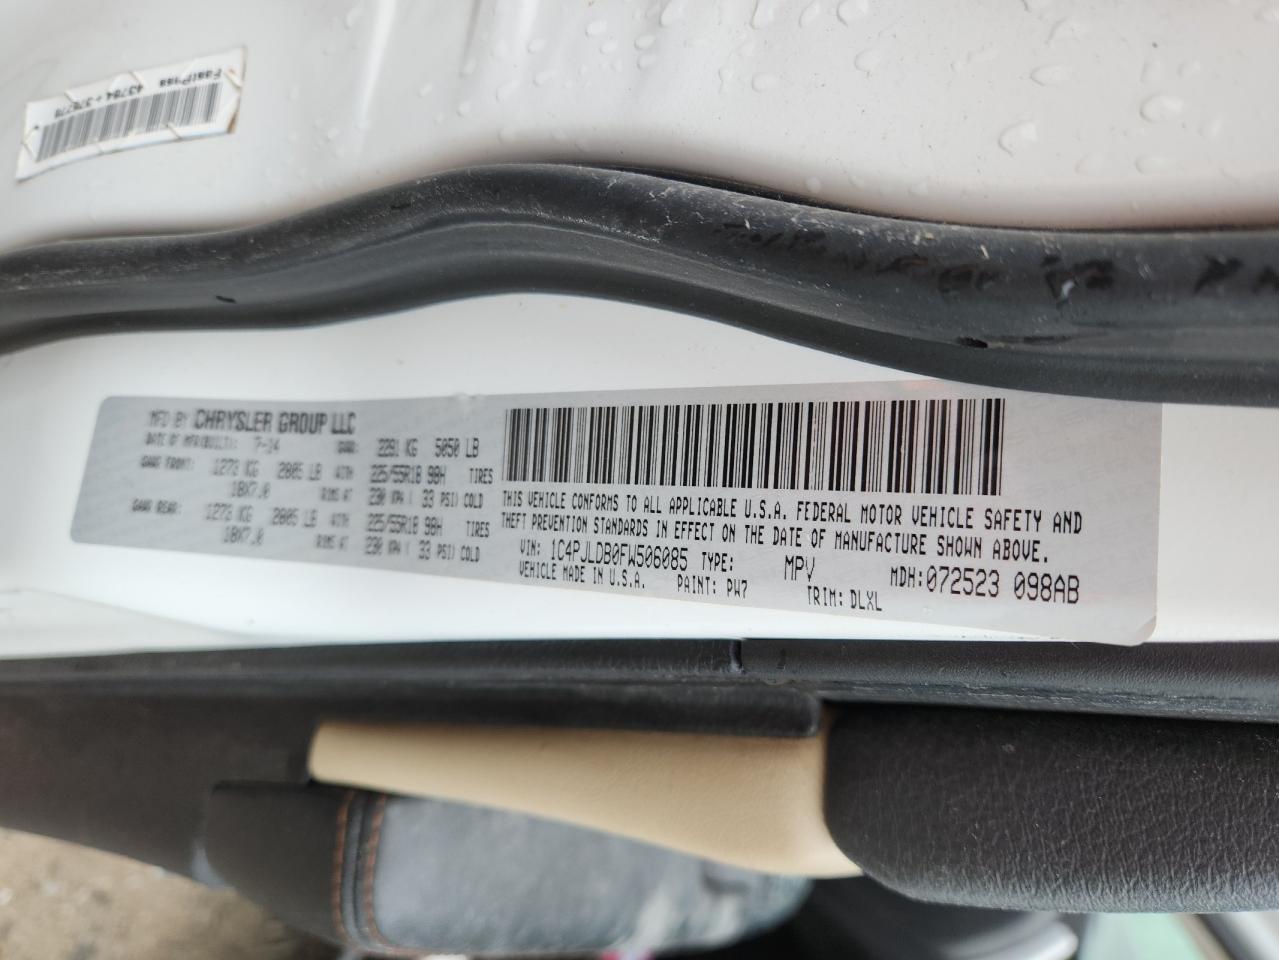 MFD BY CHRYSLER GROUP LLC
DATE OF MFR(BUILT): 7-14 GVWR: 2291 KG 5050 LB
GAWR FRONT: 1273 KG 2805 LB WITH 225/55R18 98H TIRES
18X7.0 RIMS AT 230 KPA ( 33 PSI) COLD
GAWR REAR: 1273 KG 2805 LB WITH 225/55R18 98H TIRES
18X7.0 RIMS AT 230 KPA ( 33 PSI) COLD
THIS VEHICLE CONFORMS TO ALL APPLICABLE U.S.A. FEDERAL MOTOR VEHICLE SAFETY AND
THEFT PREVENTION STANDARDS IN EFFECT ON THE DATE OF MANUFACTURE SHOWN ABOVE.
VIN: 1C4PJLDB0FW506085 TYPE: MPV MDH:072523 098AB
VEHICLE MADE IN U.S.A. PAINT: PW7 TRIM: DLXL
FastPass